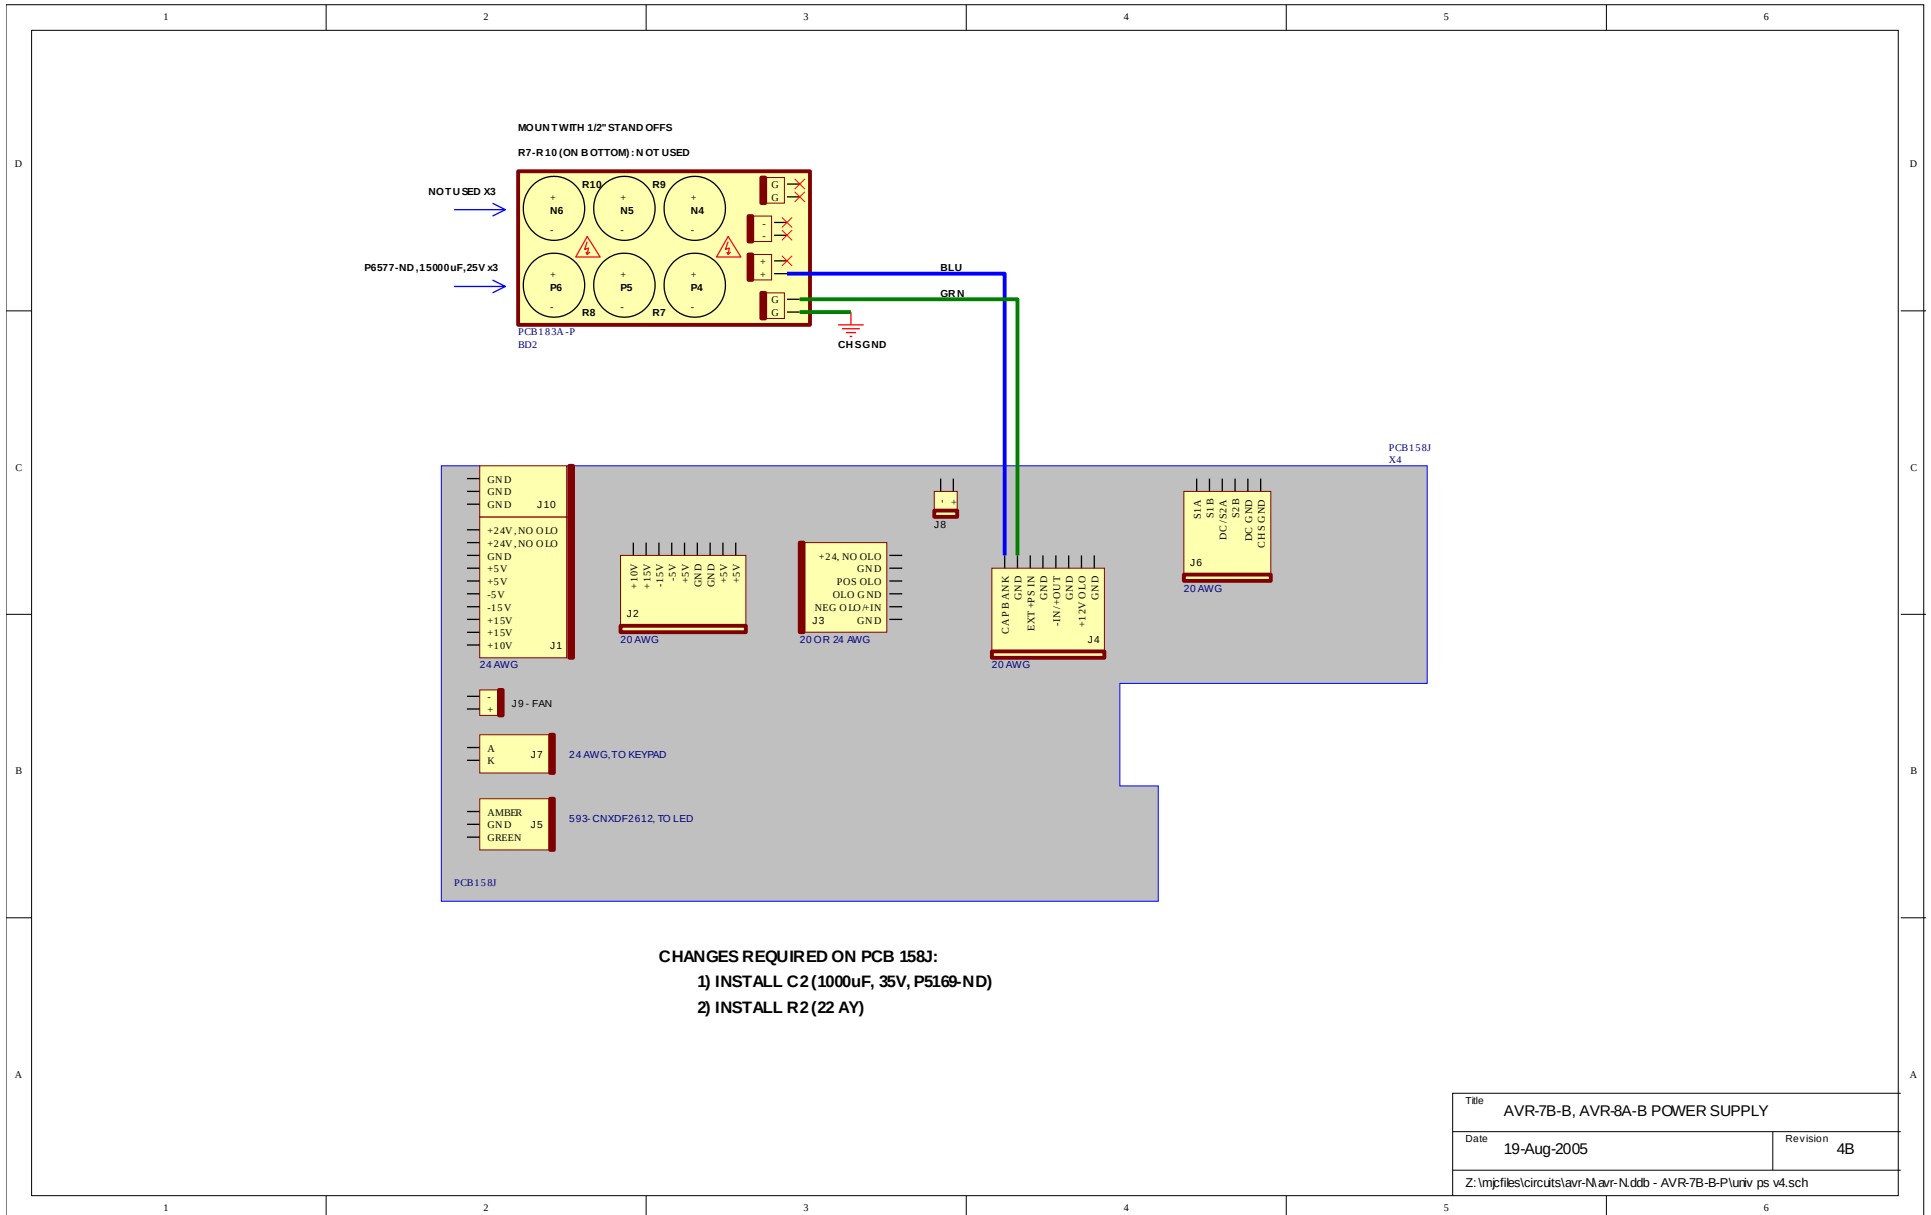 1 2 3 4 5 6
MOUNT WITH 1/2" STAND OFFS
D D
R7-R10 (ON BOTTOM): NOT USED
NOT USED X3
R10 R9
+ + +
N6 N5 N4
- - -
G
G
-
-
P6577-ND, 15000uF, 25V x3
+ + +
P6 P5 P4
- - -
R8 R7
+
+
G
G
BLU
GRN
PCB183A-P
BD2
CHS GND
PCB158J
X4
C C
GND
GND
GND J10
+24V, NO OLO
+24V, NO OLO
GND
+5V
+5V
-5V
-15V
+15V
+15V
+10V J1
24 AWG
+10V
+15V
-15V
-5V
+5V
GND
GND
+5V
+5V
J2
20 AWG
+24, NO OLO
GND
POS OLO
OLO GND
NEG OLO/+IN
J3 GND
20 OR 24 AWG
- +
J8
CAP BANK
GND
EXT +PS IN
GND
-IN/+OUT
GND
+12V OLO
GND
J4
20 AWG
S1A
S1B
DC/S2A
S2B
DC GND
CHS GND
J6
20 AWG
-
+
J9 - FAN
B B
A
K
J7
24 AWG, TO KEYPAD
AMBER
GND
GREEN
J5
593-CNXDF2612, TO LED
PCB158J
CHANGES REQUIRED ON PCB 158J:
1) INSTALL C2 (1000uF, 35V, P5169-ND)
2) INSTALL R2 (22 AY)
A A
Title
AVR-7B-B, AVR-8A-B POWER SUPPLY
Date 19-Aug-2005 Revision 4B
Z:\mjcfiles\circuits\avr-N\avr-N.ddb - AVR-7B-B-P\univ ps v4.sch
1 2 3 4 5 6